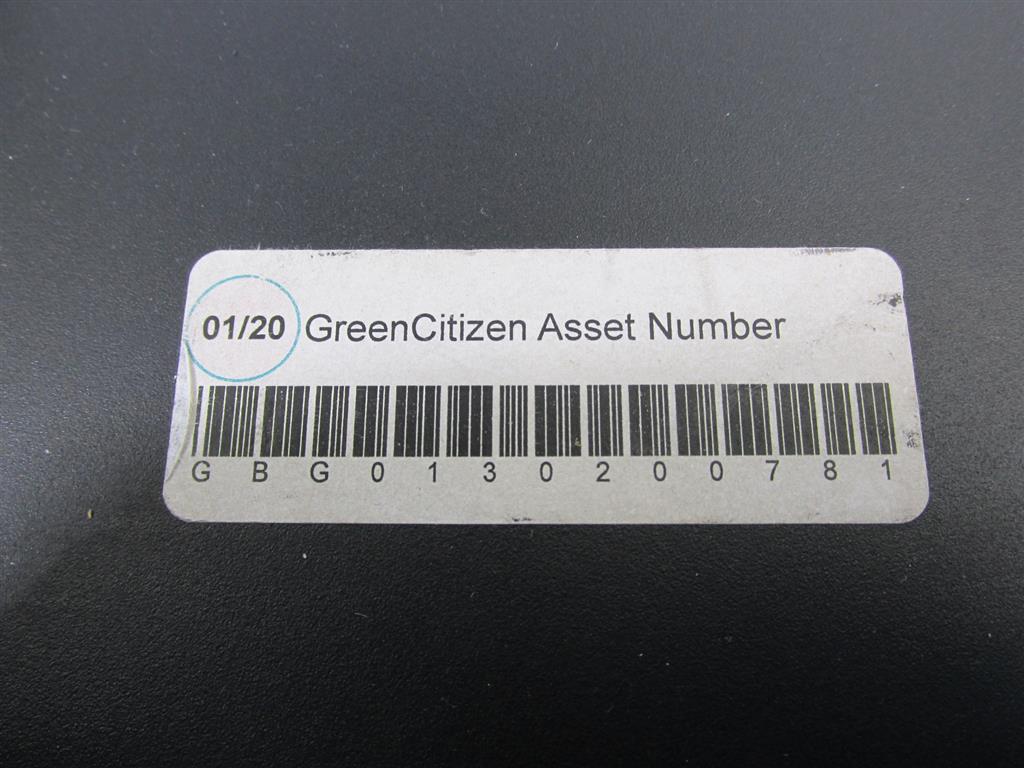 01/20 GreenCitizen Asset Number
G B G 0 1 3 0 2 0 0 7 8 1